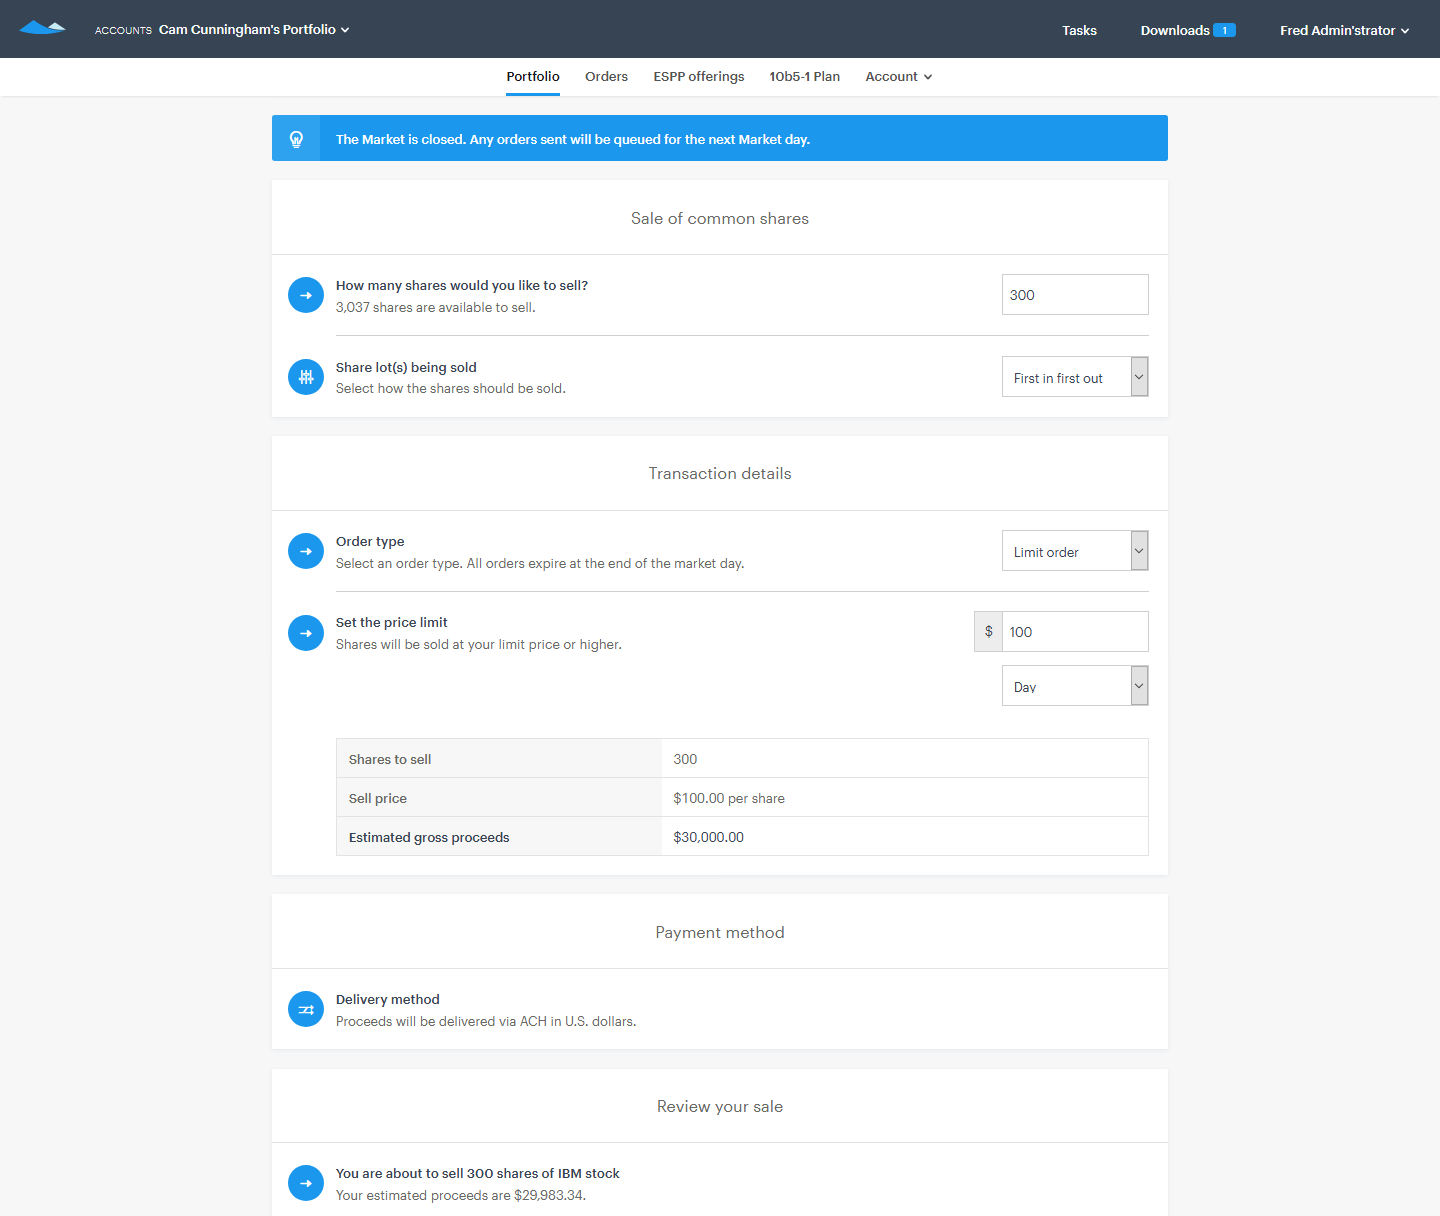 ACCOUNTS Cam Cunningham's Portfolio
Tasks
Downloads 1
Fred Admin'strator
Portfolio
Orders
ESPP offerings
10b5-1 Plan
Account
The Market is closed. Any orders sent will be queued for the next Market day.
Sale of common shares
How many shares would you like to sell?
3,037 shares are available to sell.
300
Share lot(s) being sold
Select how the shares should be sold.
First in first out
Transaction details
Order type
Select an order type. All orders expire at the end of the market day.
Limit order
Set the price limit
Shares will be sold at your limit price or higher.
$ 100
Day
Shares to sell 300
Sell price $100.00 per share
Estimated gross proceeds $30,000.00
Payment method
Delivery method
Proceeds will be delivered via ACH in U.S. dollars.
Review your sale
You are about to sell 300 shares of IBM stock
Your estimated proceeds are $29,983.34.